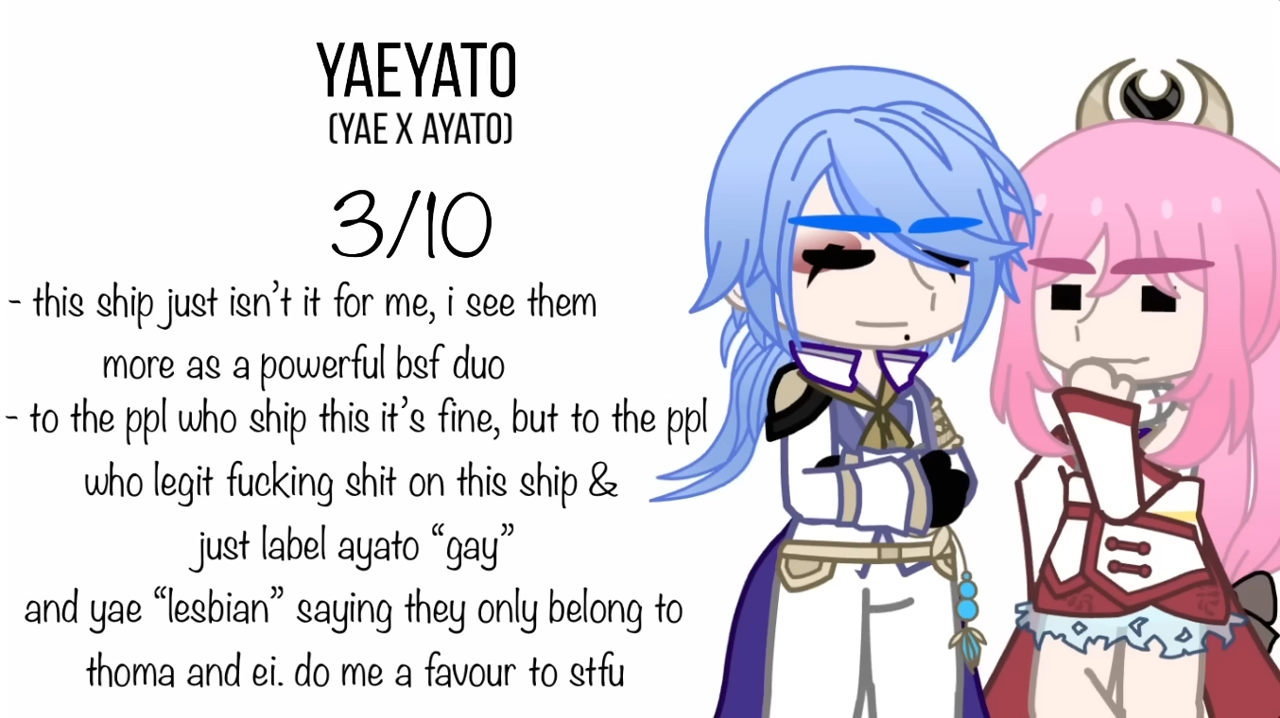 YAEYATO
(YAE X AYATO)
3/10
- this ship just isn't it for me, i see them
more as a powerful bsf duo
- to the ppl who ship this it's fine, but to the ppl
who legit fucking shit on this ship &
just label ayato “gay”
and yae “lesbian” saying they only belong to
thoma and ei. do me a favour to stfu